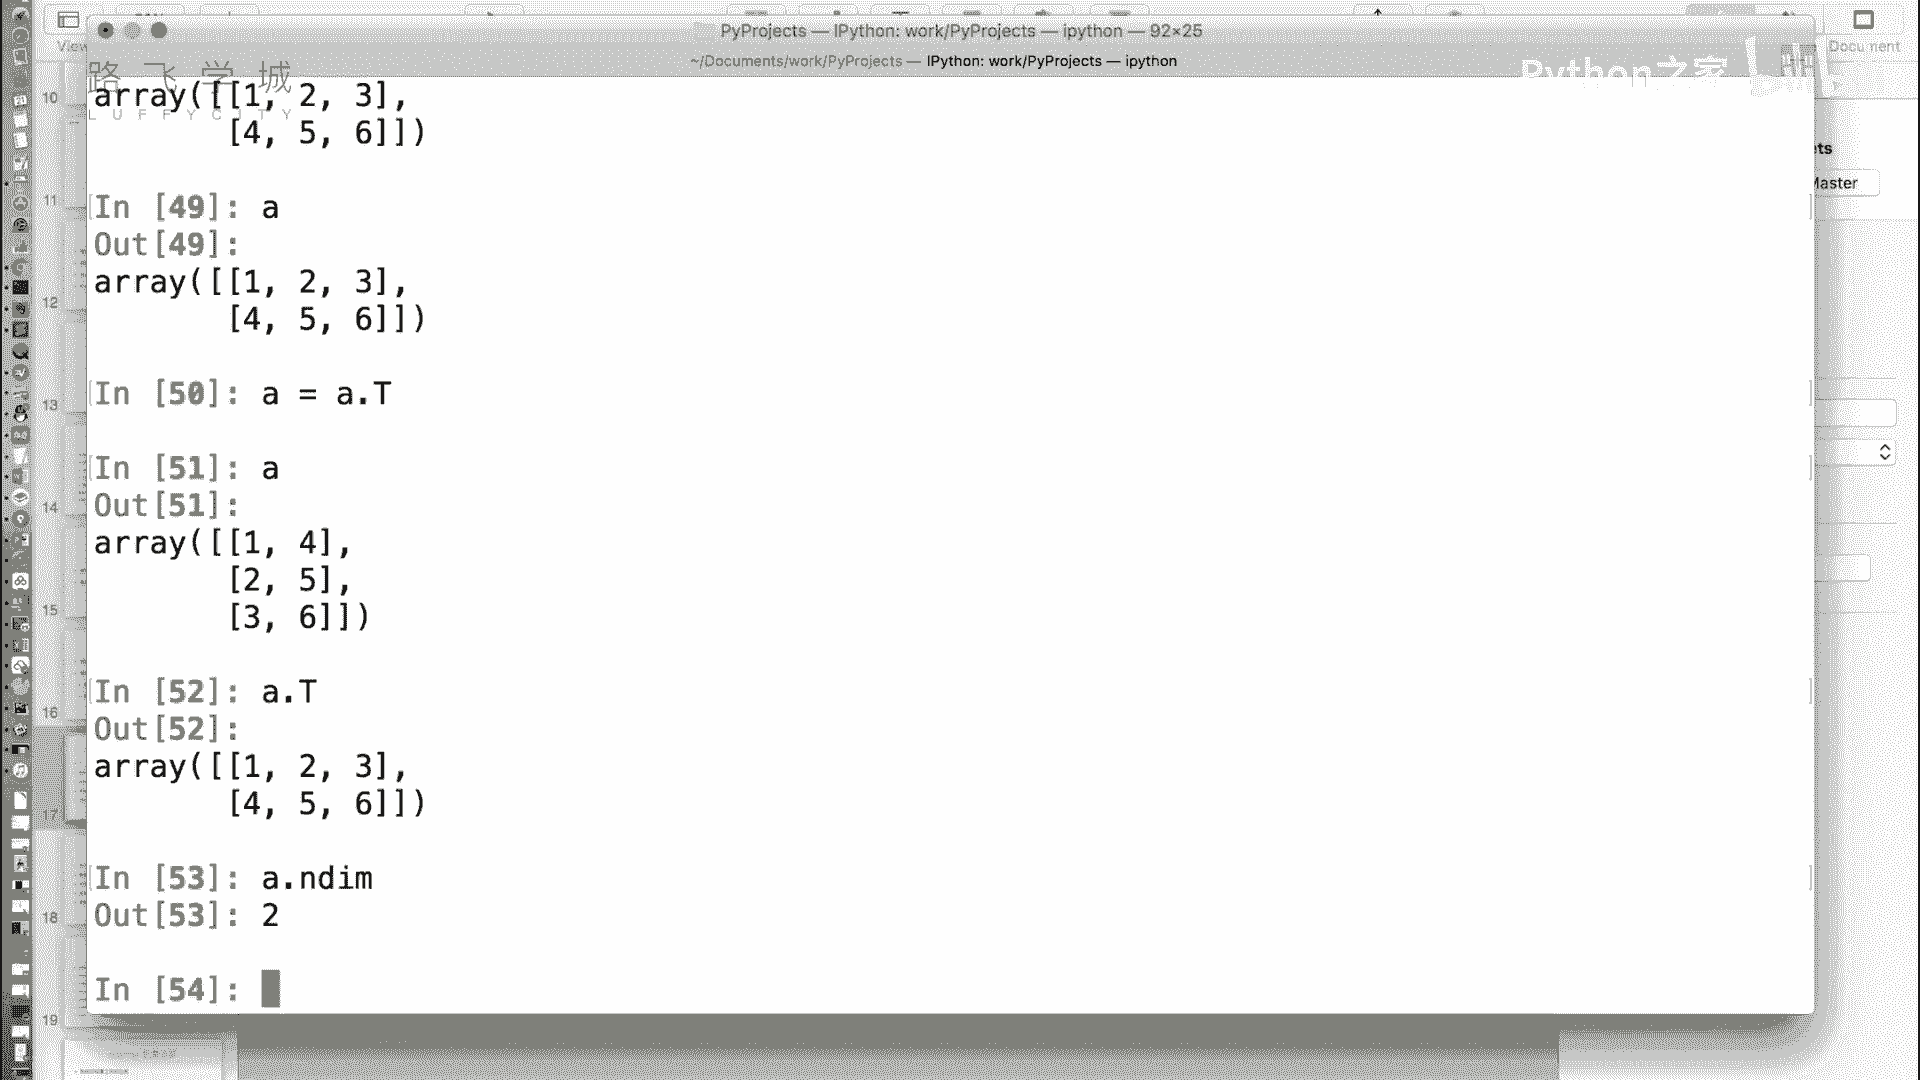 View
Document
PyProjects — IPython: work/PyProjects — ipython — 92×25
~/Documents/work/PyProjects — IPython: work/PyProjects — ipython
路飞学城
LUFFYCITY
Python之家
10
array([[1, 2, 3],
       [4, 5, 6]])
Master
11
In [49]: a
Out[49]:
array([[1, 2, 3],
       [4, 5, 6]])
12
In [50]: a = a.T
13
In [51]: a
Out[51]:
array([[1, 4],
       [2, 5],
       [3, 6]])
14
15
In [52]: a.T
Out[52]:
array([[1, 2, 3],
       [4, 5, 6]])
16
17
In [53]: a.ndim
Out[53]: 2
18
In [54]:
19